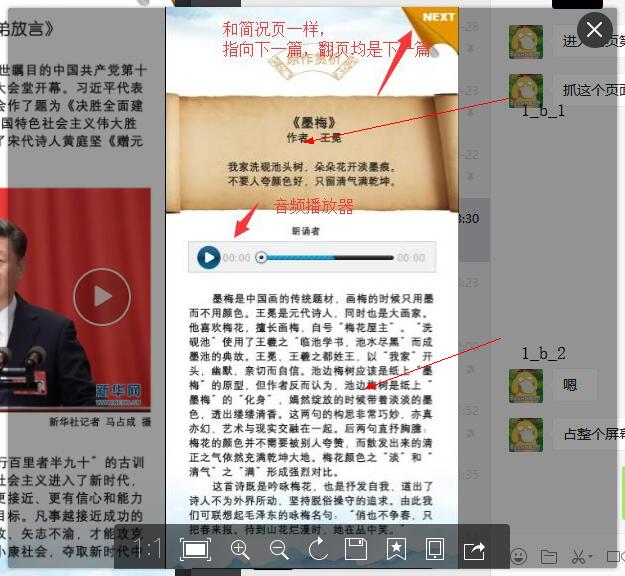 弟放言》
世瞩目的中国共产党第十
大会堂开幕。习近平代表
会作了题为《决胜全面建
国特色社会主义伟大胜
了宋代诗人黄庭坚《赠元
新华网
新华社记者 马占成 摄
行百里者半九十”的古训
社会主义进入了新时代,
更接近、更有信心和能力
目标。凡事越接近成功的
、矢志不渝,才能攻克
小康社会,夺取新时代中
和简况页一样,
指向下一篇,翻页均是下一篇
NEXT
原作赏析
《墨梅》
作者 王冕
我家洗砚池头树,朵朵花开淡墨痕。
不要人夸颜色好,只留清气满乾坤。
音频播放器
朗诵者
00:00
00:00
墨梅是中国画的传统题材,画梅的时候只用墨
而不用颜色。王冕是元代诗人,同时也是大画家。
他喜欢梅花,擅长画梅,自号“梅花屋主”。“洗
砚池”使用了王羲之“临池学书,池水尽黑”而成
墨池的典故。王冕、王羲之都姓王,以“我家”开
头,幽默、亲切而自信。池边梅树应该是纸上“墨
梅”的原型,但作者反而认为,池边梅树是纸上“
墨梅”的“化身”,嫣然绽放的时候带着淡淡的墨
色,透出缕缕清香。这两句的构思非常巧妙,亦真
亦幻,艺术与现实交融在一起。后两句直抒胸臆:
梅花的颜色并不需要被别人夸赞,而散发出来的清
正之气依然充满乾坤大地。梅花颜色之“淡”和“
清气”之“满”形成强烈对比。
这首诗既是吟咏梅花,也是抒发自我,道出了
诗人不为外界所动、坚持脱俗操守的追求。由此我
们可联想起毛泽东的咏梅名句:“俏也不争春,只
把春来报。待到山花烂漫时,她在丛中笑。”
1:1
-28
-23
-22
3:30
:23
:00
:52
:35
进入
抓这个页面
1_b_1
1_b_2
嗯
占整个屏幕